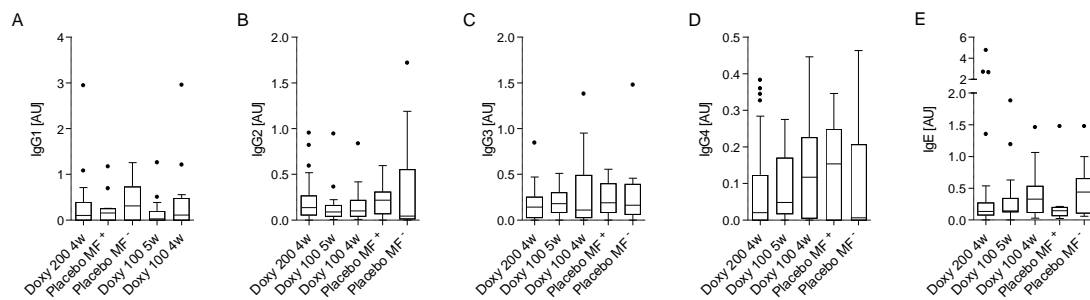 A
IgG1 [AU]
4
3
2
1
0
Doxy 200 4w
Placebo MF⁺
Placebo MF⁻
Doxy 100 5w
Doxy 100 4w
B
IgG2 [AU]
2.0
1.5
1.0
0.5
0.0
Doxy 200 4w
Doxy 100 5w
Doxy 100 4w
Placebo MF⁺
Placebo MF⁻
C
IgG3 [AU]
2.0
1.5
1.0
0.5
0.0
Doxy 200 4w
Doxy 100 5w
Doxy 100 4w
Placebo MF⁺
Placebo MF⁻
D
IgG4 [AU]
0.5
0.4
0.3
0.2
0.1
0.0
Doxy 200 4w
Doxy 100 5w
Doxy 100 4w
Placebo MF⁺
Placebo MF⁻
E
IgE [AU]
6
4
2
2.0
1.5
1.0
0.5
0.0
Doxy 200 4w
Doxy 100 5w
Doxy 100 4w
Placebo MF⁺
Placebo MF⁻